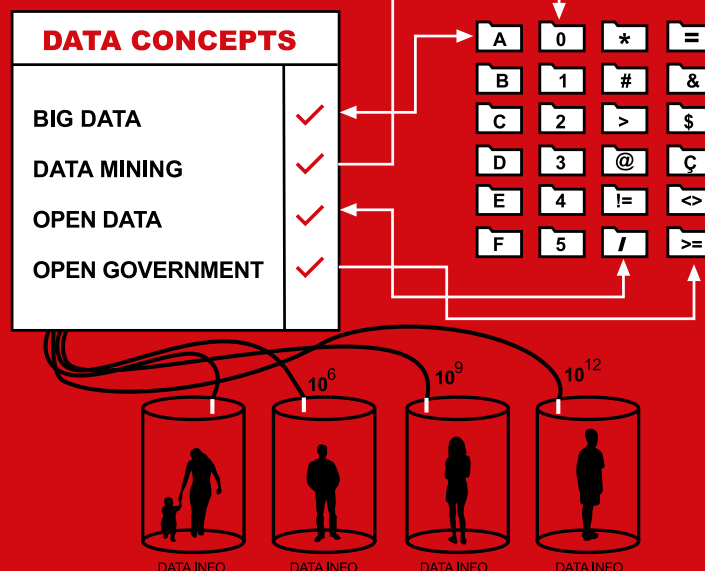 DATA CONCEPTS
BIG DATA
DATA MINING
OPEN DATA
OPEN GOVERNMENT
A 0 * =
B 1 # &
C 2 > $
D 3 @ Ç
E 4 != <>
F 5 / >=
10⁶ 10⁹ 10¹²
DATA INFO DATA INFO DATA INFO DATA INFO